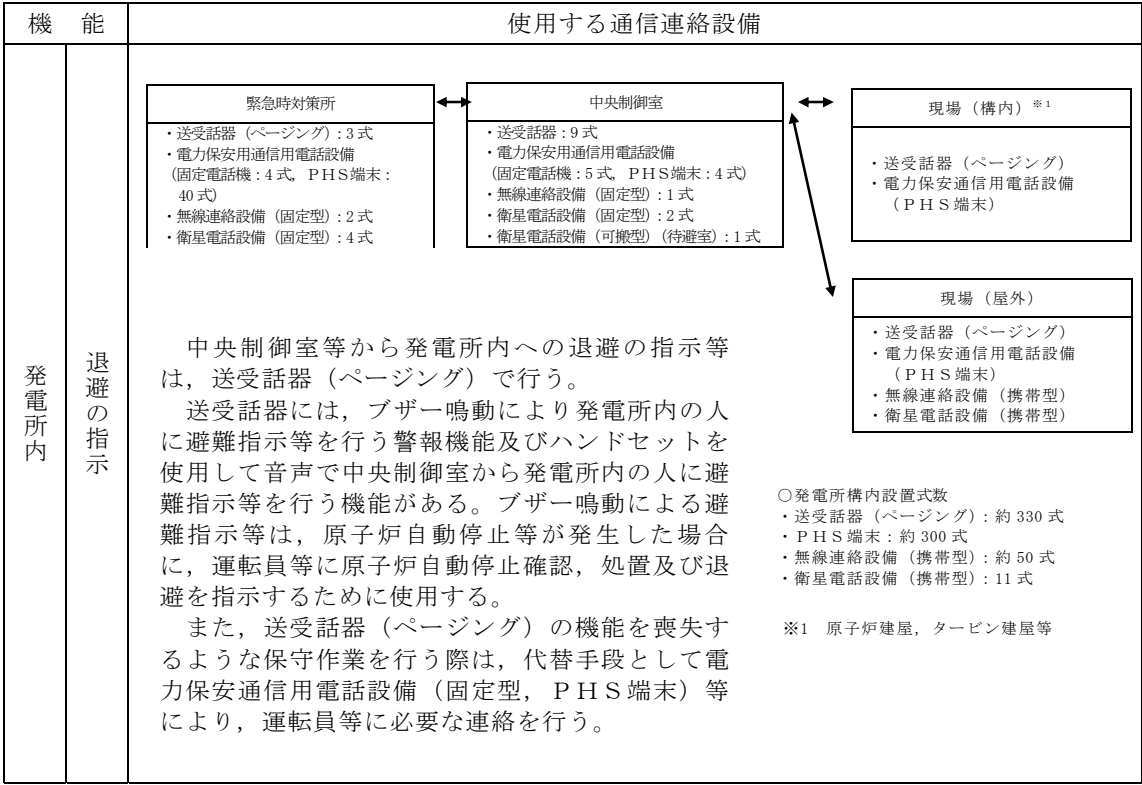 機 能
使用する通信連絡設備
発電所内
退避の指示
緊急時対策所
・送受話器（ページング）：3式
・電力保安用通信用電話設備
（固定電話機：4式，ＰＨＳ端末：
40式）
・無線連絡設備（固定型）：2式
・衛星電話設備（固定型）：4式
中央制御室
・送受話器：9式
・電力保安用通信用電話設備
（固定電話機：5式，ＰＨＳ端末：4式）
・無線連絡設備（固定型）：1式
・衛星電話設備（固定型）：2式
・衛星電話設備（可搬型）（待避室）：1式
現場（構内）※1
・送受話器（ページング）
・電力保安通信用電話設備
（ＰＨＳ端末）
現場（屋外）
・送受話器（ページング）
・電力保安通信用電話設備
（ＰＨＳ端末）
・無線連絡設備（携帯型）
・衛星電話設備（携帯型）
中央制御室等から発電所内への退避の指示等
は，送受話器（ページング）で行う。
送受話器には，ブザー鳴動により発電所内の人
に避難指示等を行う警報機能及びハンドセットを
使用して音声で中央制御室から発電所内の人に避
難指示等を行う機能がある。ブザー鳴動による避
難指示等は，原子炉自動停止等が発生した場合
に，運転員等に原子炉自動停止確認，処置及び退
避を指示するために使用する。
また，送受話器（ページング）の機能を喪失す
るような保守作業を行う際は，代替手段として電
力保安通信用電話設備（固定型，ＰＨＳ端末）等
により，運転員等に必要な連絡を行う。
○発電所構内設置式数
・送受話器（ページング）：約330式
・ＰＨＳ端末：約300式
・無線連絡設備（携帯型）：約50式
・衛星電話設備（携帯型）：11式
※1 原子炉建屋，タービン建屋等